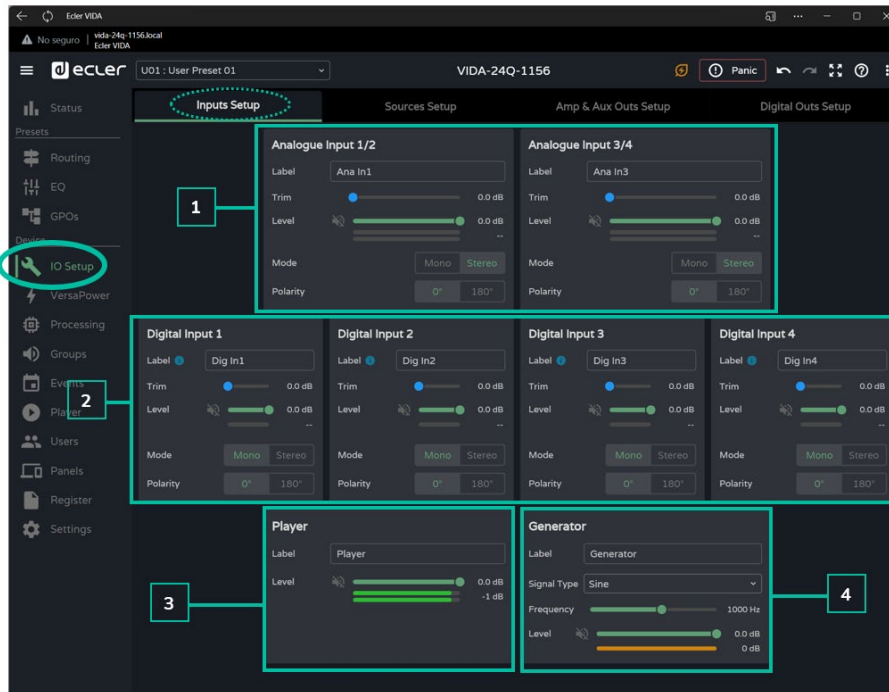 Ecler VIDA
No seguro | vida-24q-1156.local
Ecler VIDA
ecler
U01 : User Preset 01
VIDA-24Q-1156
Panic
Status
Presets
Routing
EQ
GPOs
Device
IO Setup
VersaPower
Processing
Groups
Events
Player
Users
Panels
Register
Settings
Inputs Setup
Sources Setup
Amp & Aux Outs Setup
Digital Outs Setup
1
Analogue Input 1/2
Label Ana In1
Trim 0.0 dB
Level 0.0 dB
--
Mode Mono Stereo
Polarity 0° 180°
Analogue Input 3/4
Label Ana In3
Trim 0.0 dB
Level 0.0 dB
--
Mode Mono Stereo
Polarity 0° 180°
2
Digital Input 1
Label Dig In1
Trim 0.0 dB
Level 0.0 dB
--
Mode Mono Stereo
Polarity 0° 180°
Digital Input 2
Label Dig In2
Trim 0.0 dB
Level 0.0 dB
--
Mode Mono Stereo
Polarity 0° 180°
Digital Input 3
Label Dig In3
Trim 0.0 dB
Level 0.0 dB
--
Mode Mono Stereo
Polarity 0° 180°
Digital Input 4
Label Dig In4
Trim 0.0 dB
Level 0.0 dB
--
Mode Mono Stereo
Polarity 0° 180°
3
Player
Label Player
Level 0.0 dB
-1 dB
Generator
Label Generator
Signal Type Sine
Frequency 1000 Hz
Level 0.0 dB
0 dB
4